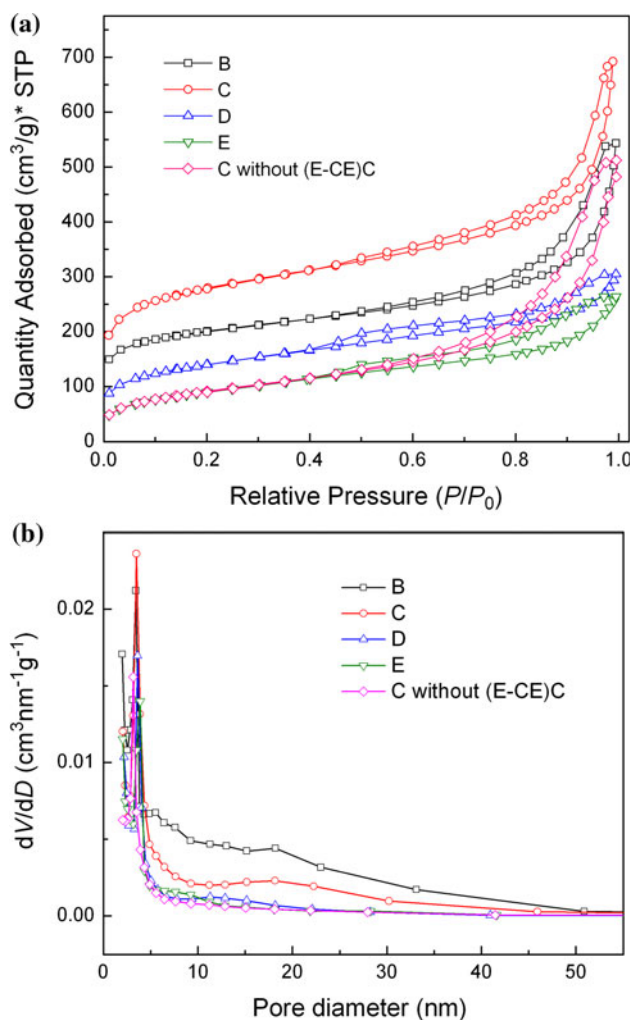 (a)
700
600
500
400
300
200
100
0
Quantity Adsorbed (cm³/g)* STP
B
C
D
E
C without (E-CE)C
0.0 0.2 0.4 0.6 0.8 1.0
Relative Pressure (P/P₀)
(b)
0.02
0.01
0.00
dV/dD (cm³nm⁻¹g⁻¹)
B
C
D
E
C without (E-CE)C
0 10 20 30 40 50
Pore diameter (nm)